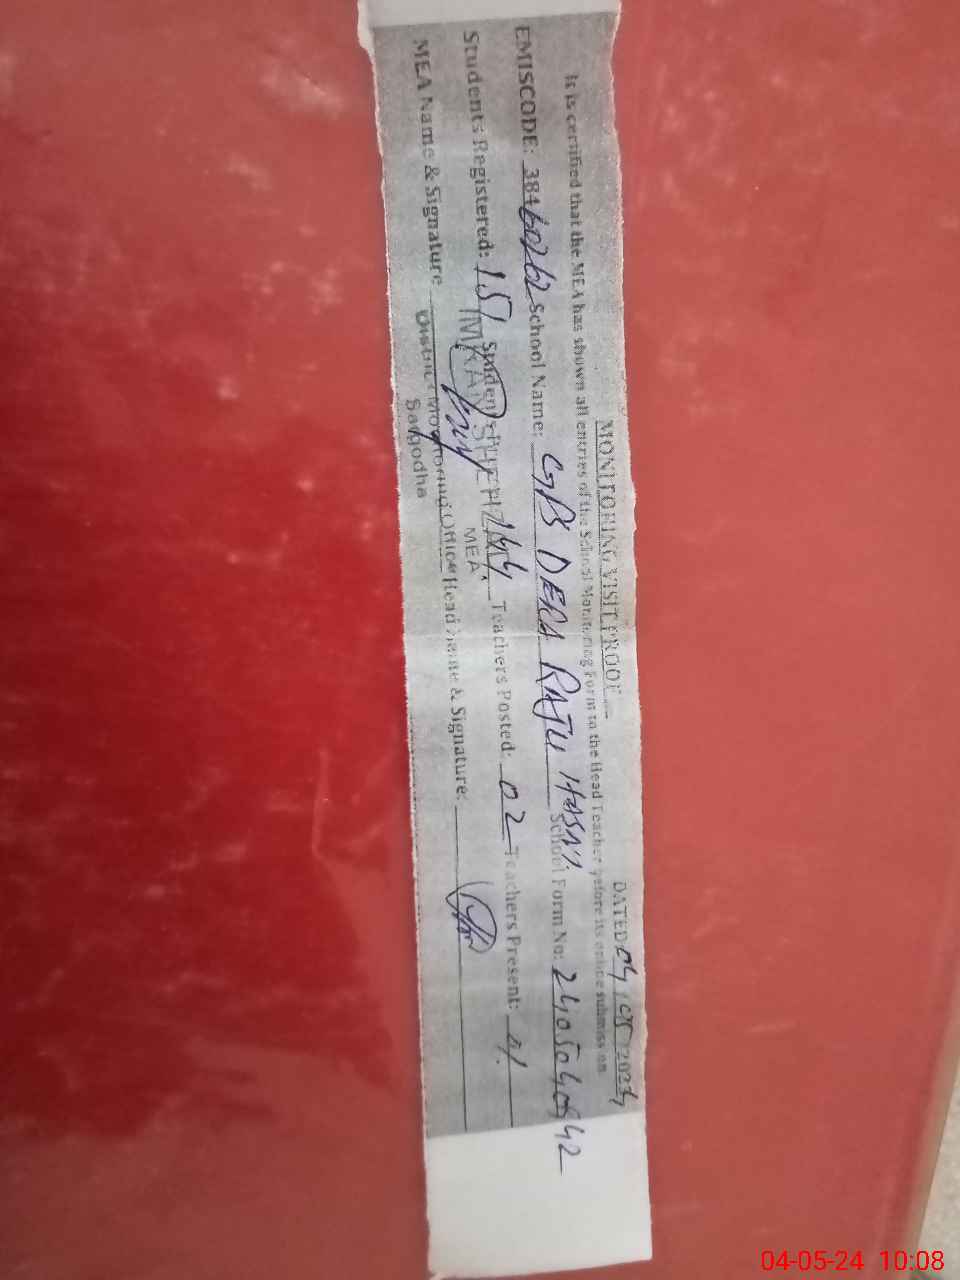 MONITORING VISIT PROOF DATED 04/05/2024
It is certified that the MEA has shown all entries of the School Monitoring Form to the Head Teacher before its online submission
EMISCODE: 38460262 School Name: GPS DERA RAJU HASAN School Form No:
Students Registered: 151 Teachers Posted: 02 Teachers Present:
IMRAN SHEHZAD
MEA
MEA Name & Signature Head Name & Signature:
District Monitoring Office
Sargodha
04-05-24 10:08